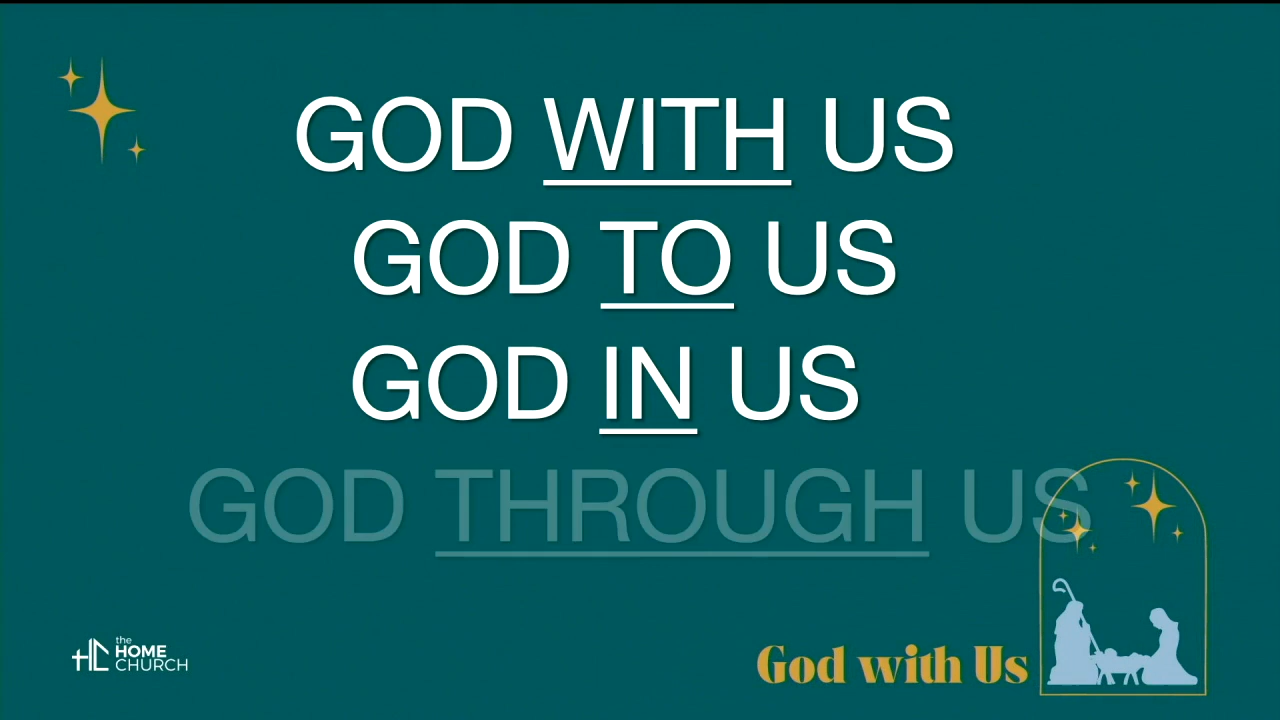 GOD WITH US
GOD TO US
GOD IN US
GOD THROUGH US
the
HOME
CHURCH
God with Us